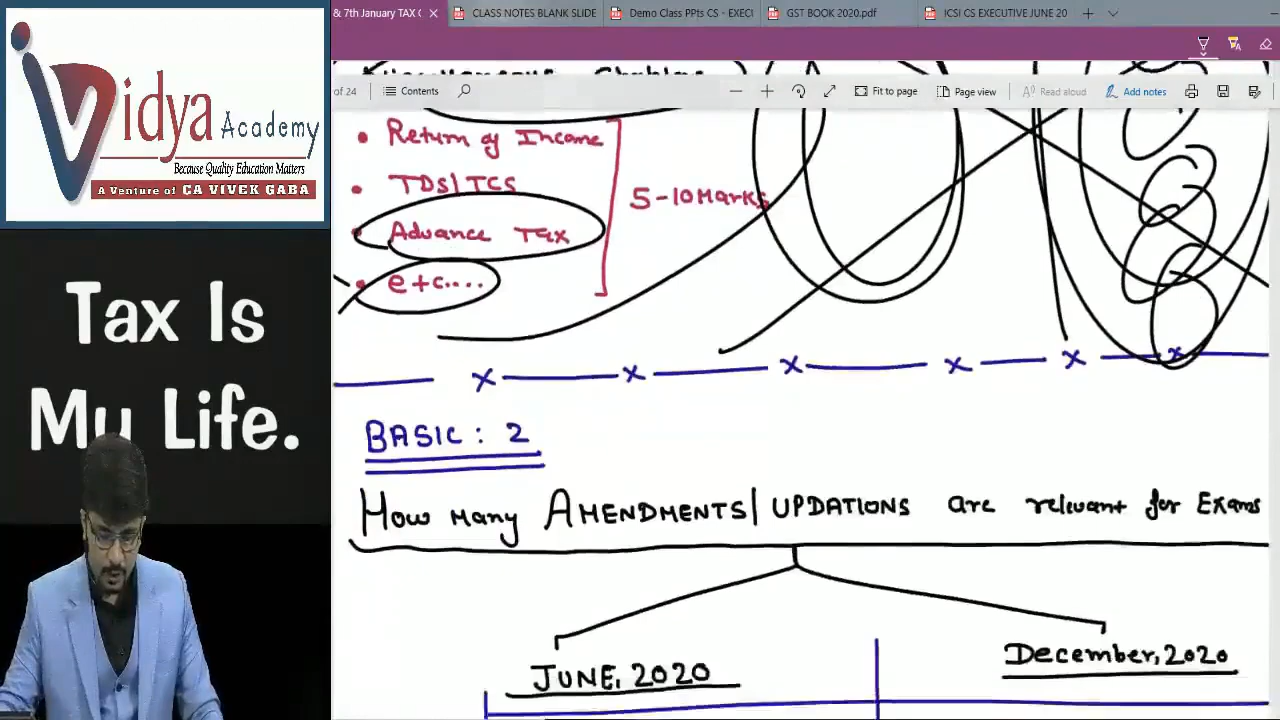 & 7th January TAX C
CLASS NOTES BLANK SLIDE
Demo Class PPts CS - EXECI
GST BOOK 2020.pdf
ICSI CS EXECUTIVE JUNE 20
of 24
Contents
Fit to page
Page view
Read aloud
Add notes
Vidya Academy
Because Quality Education Matters
A Venture of CA VIVEK GABA
Tax Is
My Life.
• Return of Income
• TDS/TCS
• Advance Tax
• etc....
5-10 Marks
BASIC: 2
How many AMENDMENTS/UPDATIONS are relevant for Exams
JUNE, 2020
December, 2020